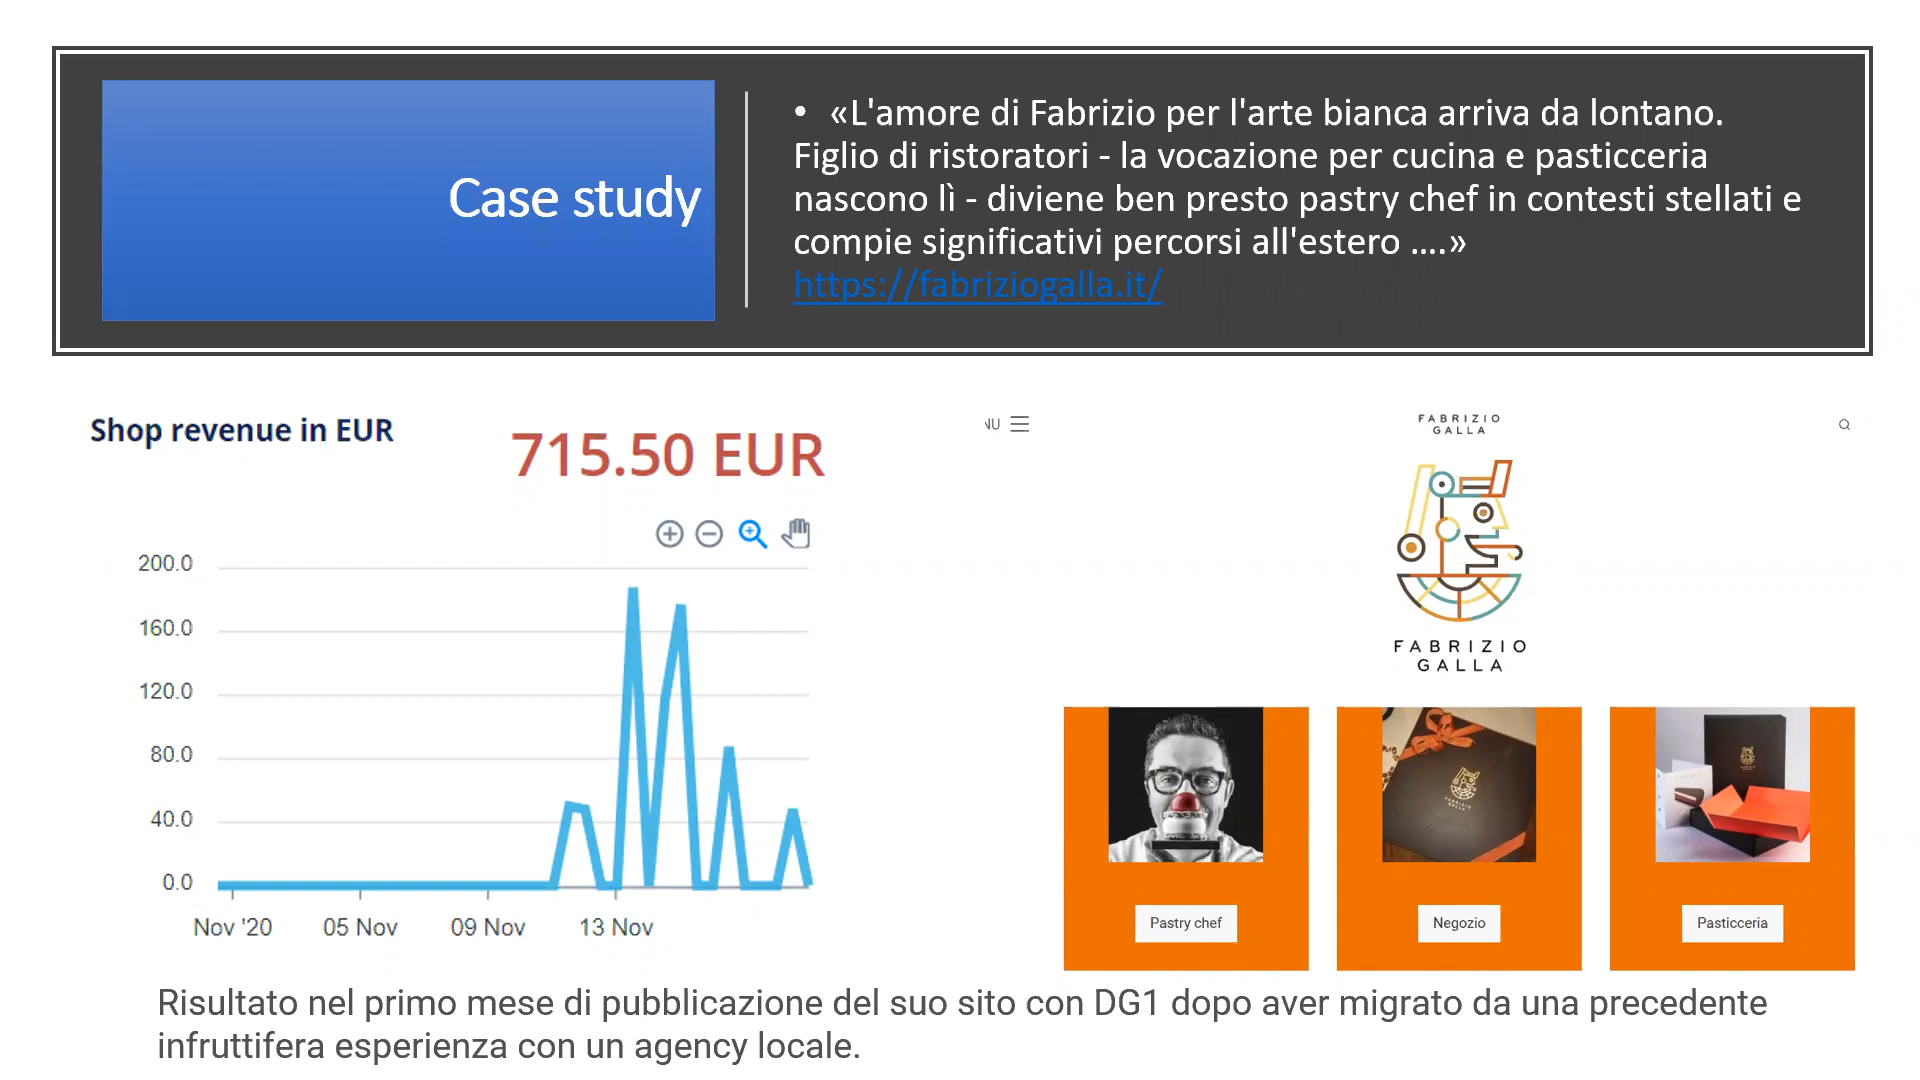 Case study
• «L'amore di Fabrizio per l'arte bianca arriva da lontano.
Figlio di ristoratori - la vocazione per cucina e pasticceria
nascono lì - diviene ben presto pastry chef in contesti stellati e
compie significativi percorsi all'estero ….»
https://fabriziogalla.it/
Shop revenue in EUR
715.50 EUR
200.0
160.0
120.0
80.0
40.0
0.0
Nov '20 05 Nov 09 Nov 13 Nov
NU
FABRIZIO
GALLA
FABRIZIO
GALLA
Pastry chef
Negozio
Pasticceria
Risultato nel primo mese di pubblicazione del suo sito con DG1 dopo aver migrato da una precedente
infruttifera esperienza con un agency locale.